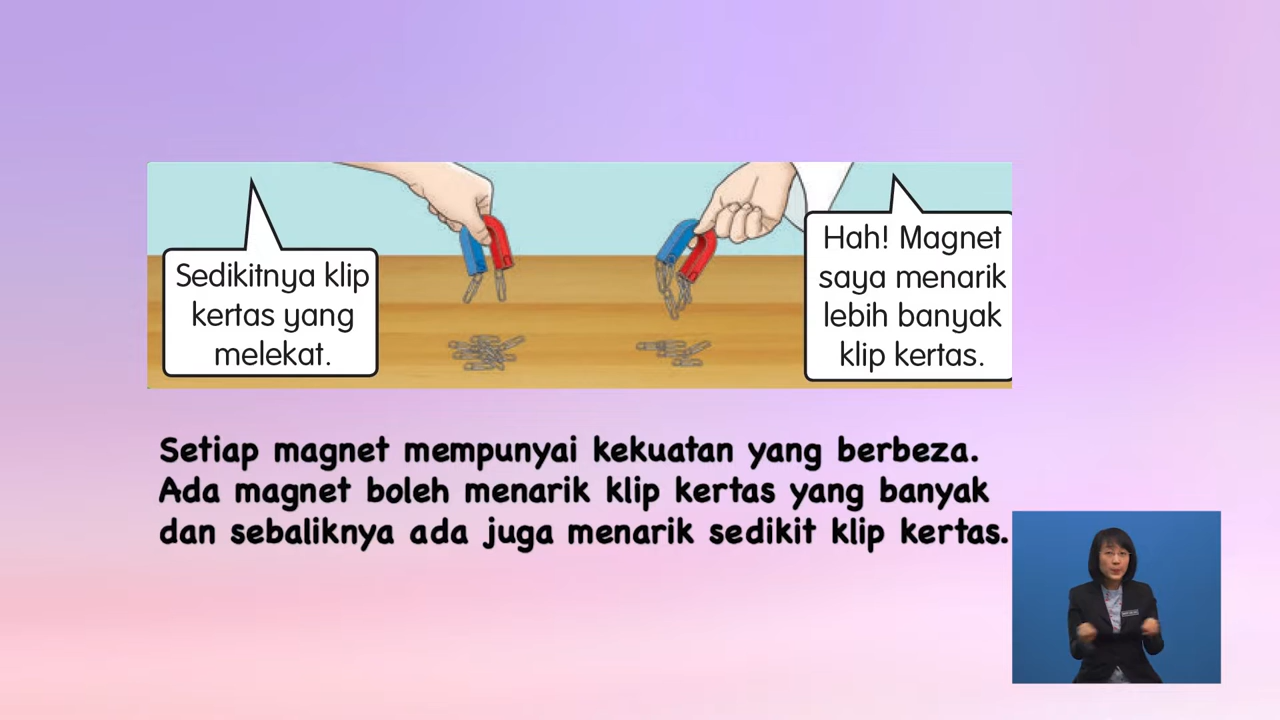 Sedikitnya klip
kertas yang
melekat.
Hah! Magnet
saya menarik
lebih banyak
klip kertas.
Setiap magnet mempunyai kekuatan yang berbeza.
Ada magnet boleh menarik klip kertas yang banyak
dan sebaliknya ada juga menarik sedikit klip kertas.